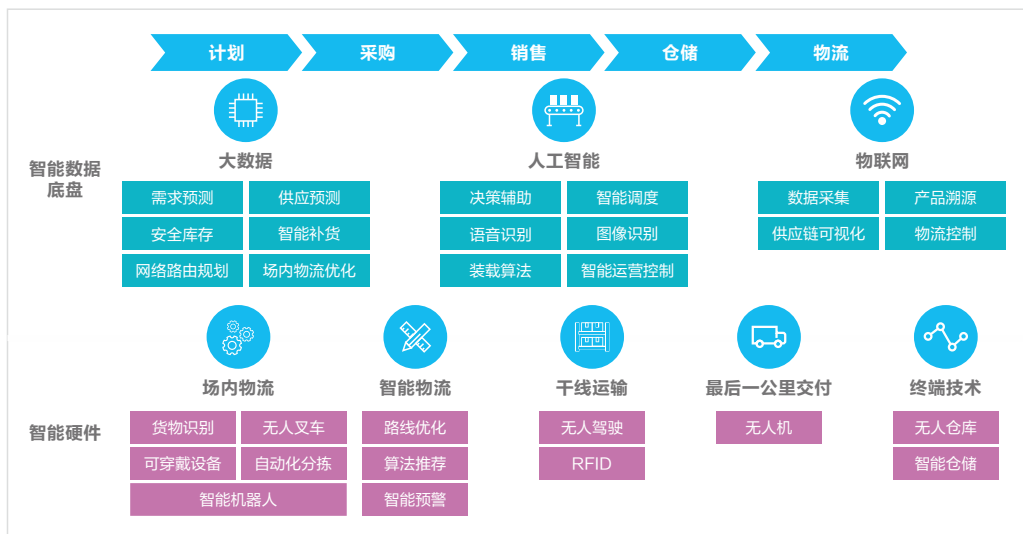 计划 采购 销售 仓储 物流
大数据 人工智能 物联网
智能数据
底盘
需求预测 供应预测 决策辅助 智能调度 数据采集 产品溯源
安全库存 智能补货 语音识别 图像识别 供应链可视化 物流控制
网络路由规划 场内物流优化 装载算法 智能运营控制
场内物流 智能物流 干线运输 最后一公里交付 终端技术
智能硬件
货物识别 无人叉车 路线优化 无人驾驶 无人机 无人仓库
可穿戴设备 自动化分拣 算法推荐 RFID 智能仓储
智能机器人 智能预警